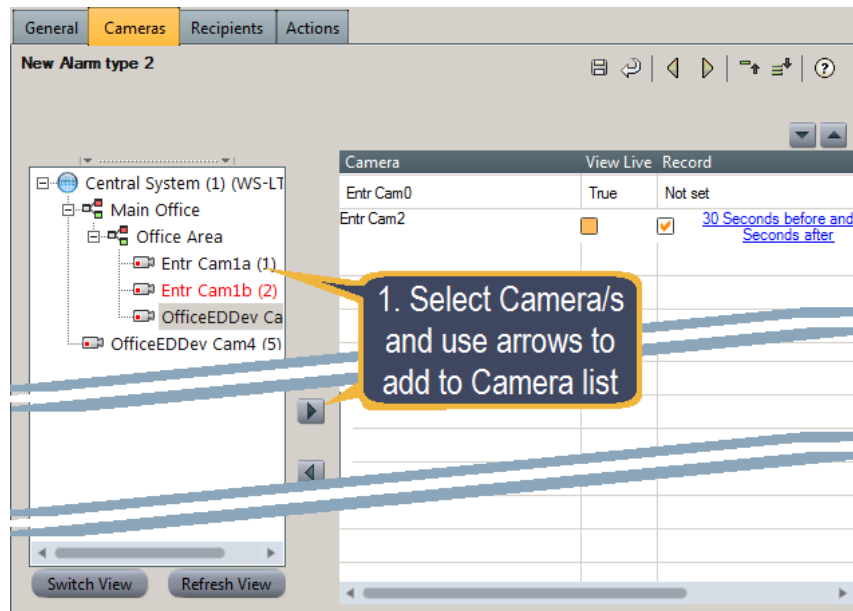 General Cameras Recipients Actions
New Alarm type 2
Camera View Live Record
Central System (1) (WS-LT
Entr Cam0 True Not set
Main Office
Entr Cam2 30 Seconds before and
Seconds after
Office Area
Entr Cam1a (1)
Entr Cam1b (2)
OfficeEDDev Ca
OfficeEDDev Cam4 (5)
1. Select Camera/s
and use arrows to
add to Camera list
Switch View Refresh View